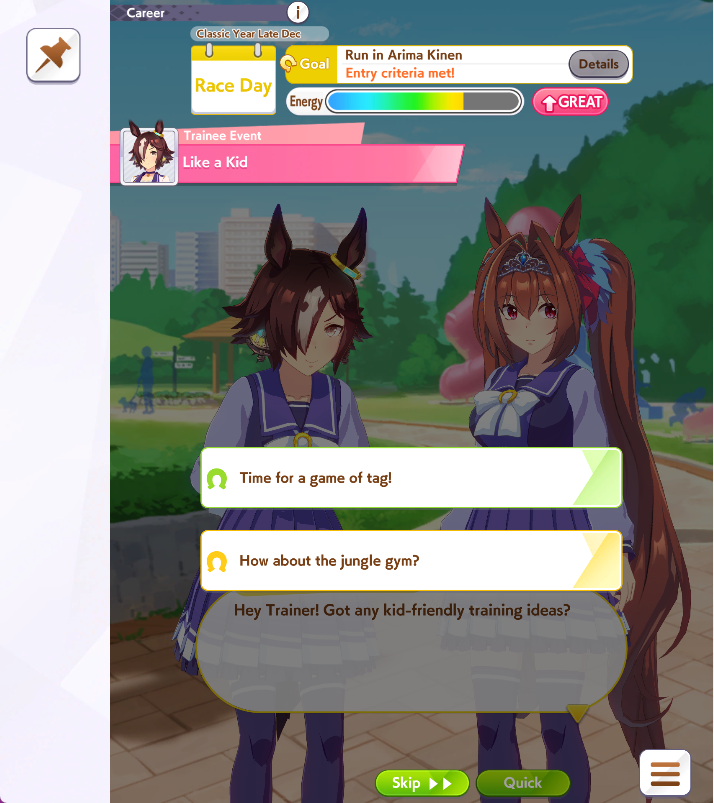 Career
i
Classic Year Late Dec
Race Day
Goal
Run in Arima Kinen
Entry criteria met!
Details
Energy
GREAT
Trainee Event
Like a Kid
Time for a game of tag!
How about the jungle gym?
Hey Trainer! Got any kid-friendly training ideas?
Skip
Quick